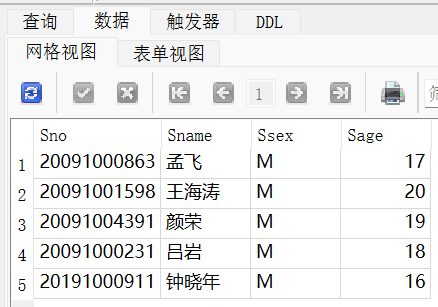 查询 数据 触发器 DDL
网格视图 表单视图
1
Sno Sname Ssex Sage
1 20091000863 孟飞 M 17
2 20091001598 王海涛 M 20
3 20091004391 颜荣 M 19
4 20091000231 吕岩 M 18
5 20191000911 钟晓年 M 16